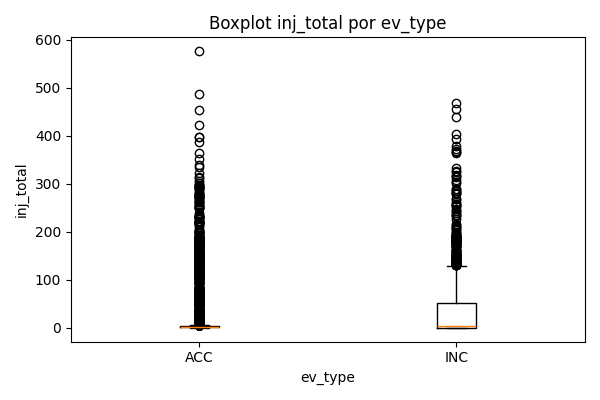 Boxplot inj_total por ev_type
600
500
400
300
200
100
0
inj_total
ACC
INC
ev_type